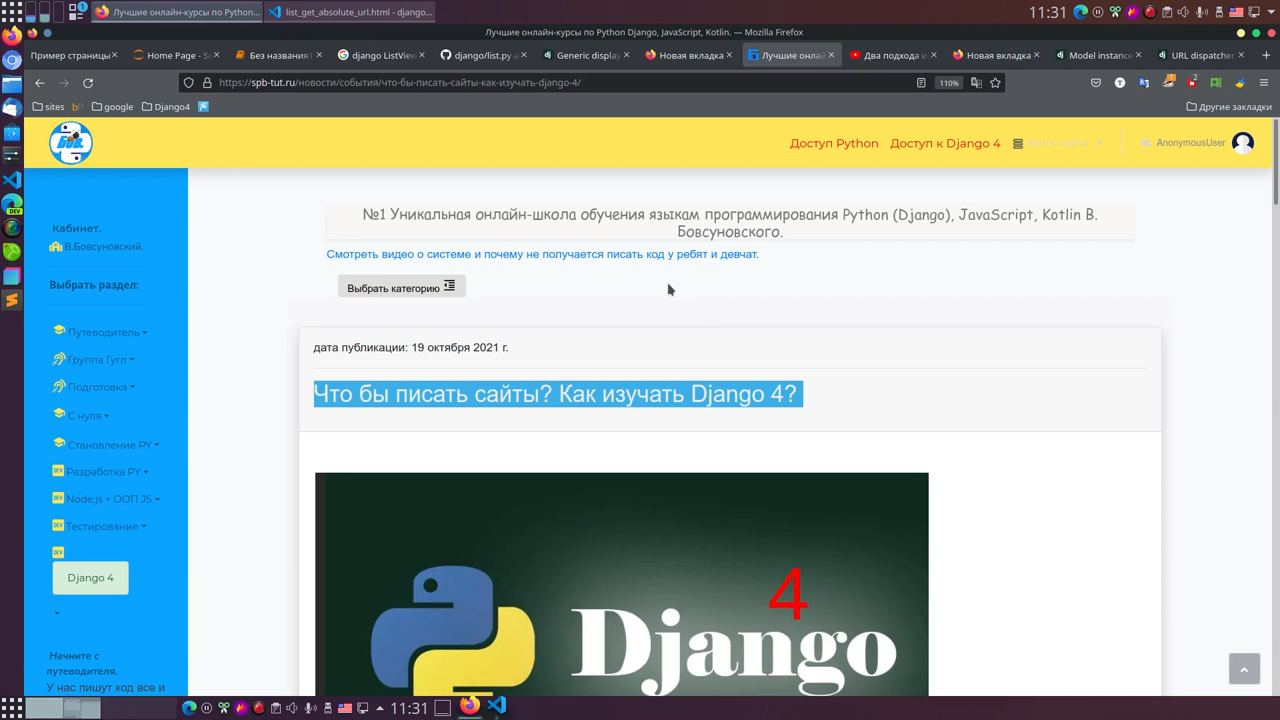 Лучшие онлайн-курсы по Python...
list_get_absolute_url.html - django...
11:31
Лучшие онлайн-курсы по Python Django, JavaScript, Kotlin. — Mozilla Firefox
Пример страницы
Home Page - S
Без названия1
django ListView
django/list.py a
Generic display
Новая вкладка
Лучшие онлай
Два подхода и
Новая вкладка
Model instance
URL dispatcher
https://spb-tut.ru/новости/события/что-бы-писать-сайты-как-изучать-django-4/
110%
sites
bp
google
Django4
Другие закладки
Доступ Python
Доступ к Django 4
AnonymousUser
№1 Уникальная онлайн-школа обучения языкам программирования Python (Django), JavaScript, Kotlin В.
Бовсуновского.
Смотреть видео о системе и почему не получается писать код у ребят и девчат.
Выбрать категорию
Кабинет.
В.Бовсуновский.
Выбрать раздел:
Путеводитель
Группа Гугл
Подготовка
С нуля
Становление PY
Разработка PY
Node.js + ООП JS
Тестирование
Django 4
Начните с
путеводителя.
У нас пишут код все и
дата публикации: 19 октября 2021 г.
Что бы писать сайты? Как изучать Django 4?
4
Django
11:31